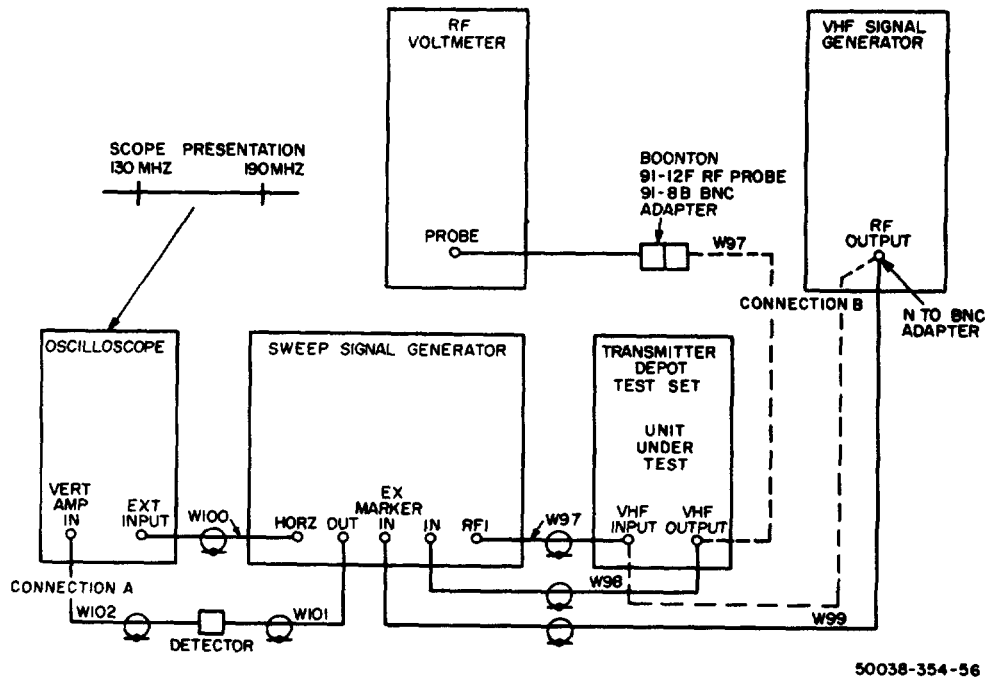 RF
VOLTMETER
VHF SIGNAL
GENERATOR
SCOPE PRESENTATION
130 MHZ 190 MHZ
BOONTON
91-12F RF PROBE
91-8B BNC
ADAPTER
PROBE
W97
RF
OUTPUT
CONNECTION B
N TO BNC
ADAPTER
OSCILLOSCOPE
SWEEP SIGNAL GENERATOR
TRANSMITTER
DEPOT
TEST SET
UNIT
UNDER
TEST
VERT
AMP
IN
EXT
INPUT
W100
HORZ
OUT
EX
MARKER
IN
IN
RF1
W97
VHF
INPUT
VHF
OUTPUT
CONNECTION A
W102
DETECTOR
W101
W98
W99
50038-354-56